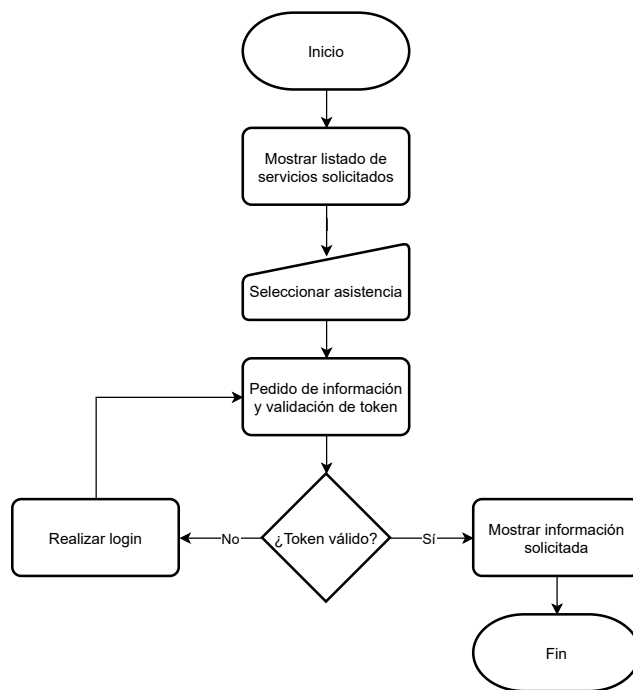 Inicio
Mostrar listado de
servicios solicitados
Seleccionar asistencia
Pedido de información
y validación de token
Realizar login
No
¿Token válido?
Sí
Mostrar información
solicitada
Fin